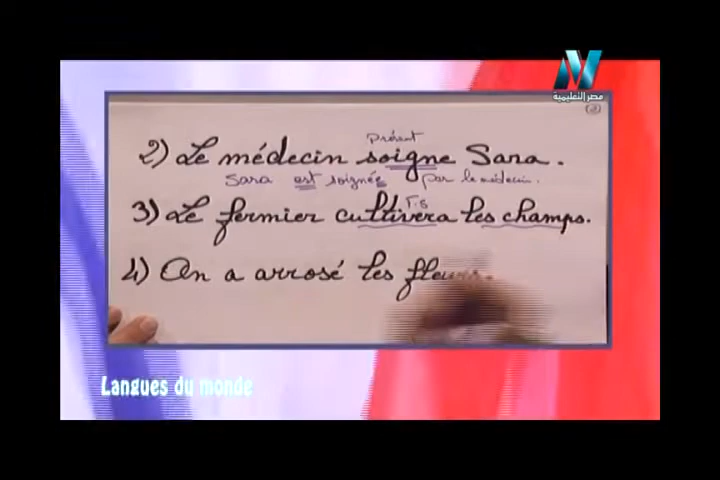 مصر التعليمية
présent
2) Le médecin soigne Sara.
Sara est soignée par le médecin.
F.S
3) Le fermier cultivera les champs.
4) On a arrosé les fleurs.
Langues du monde